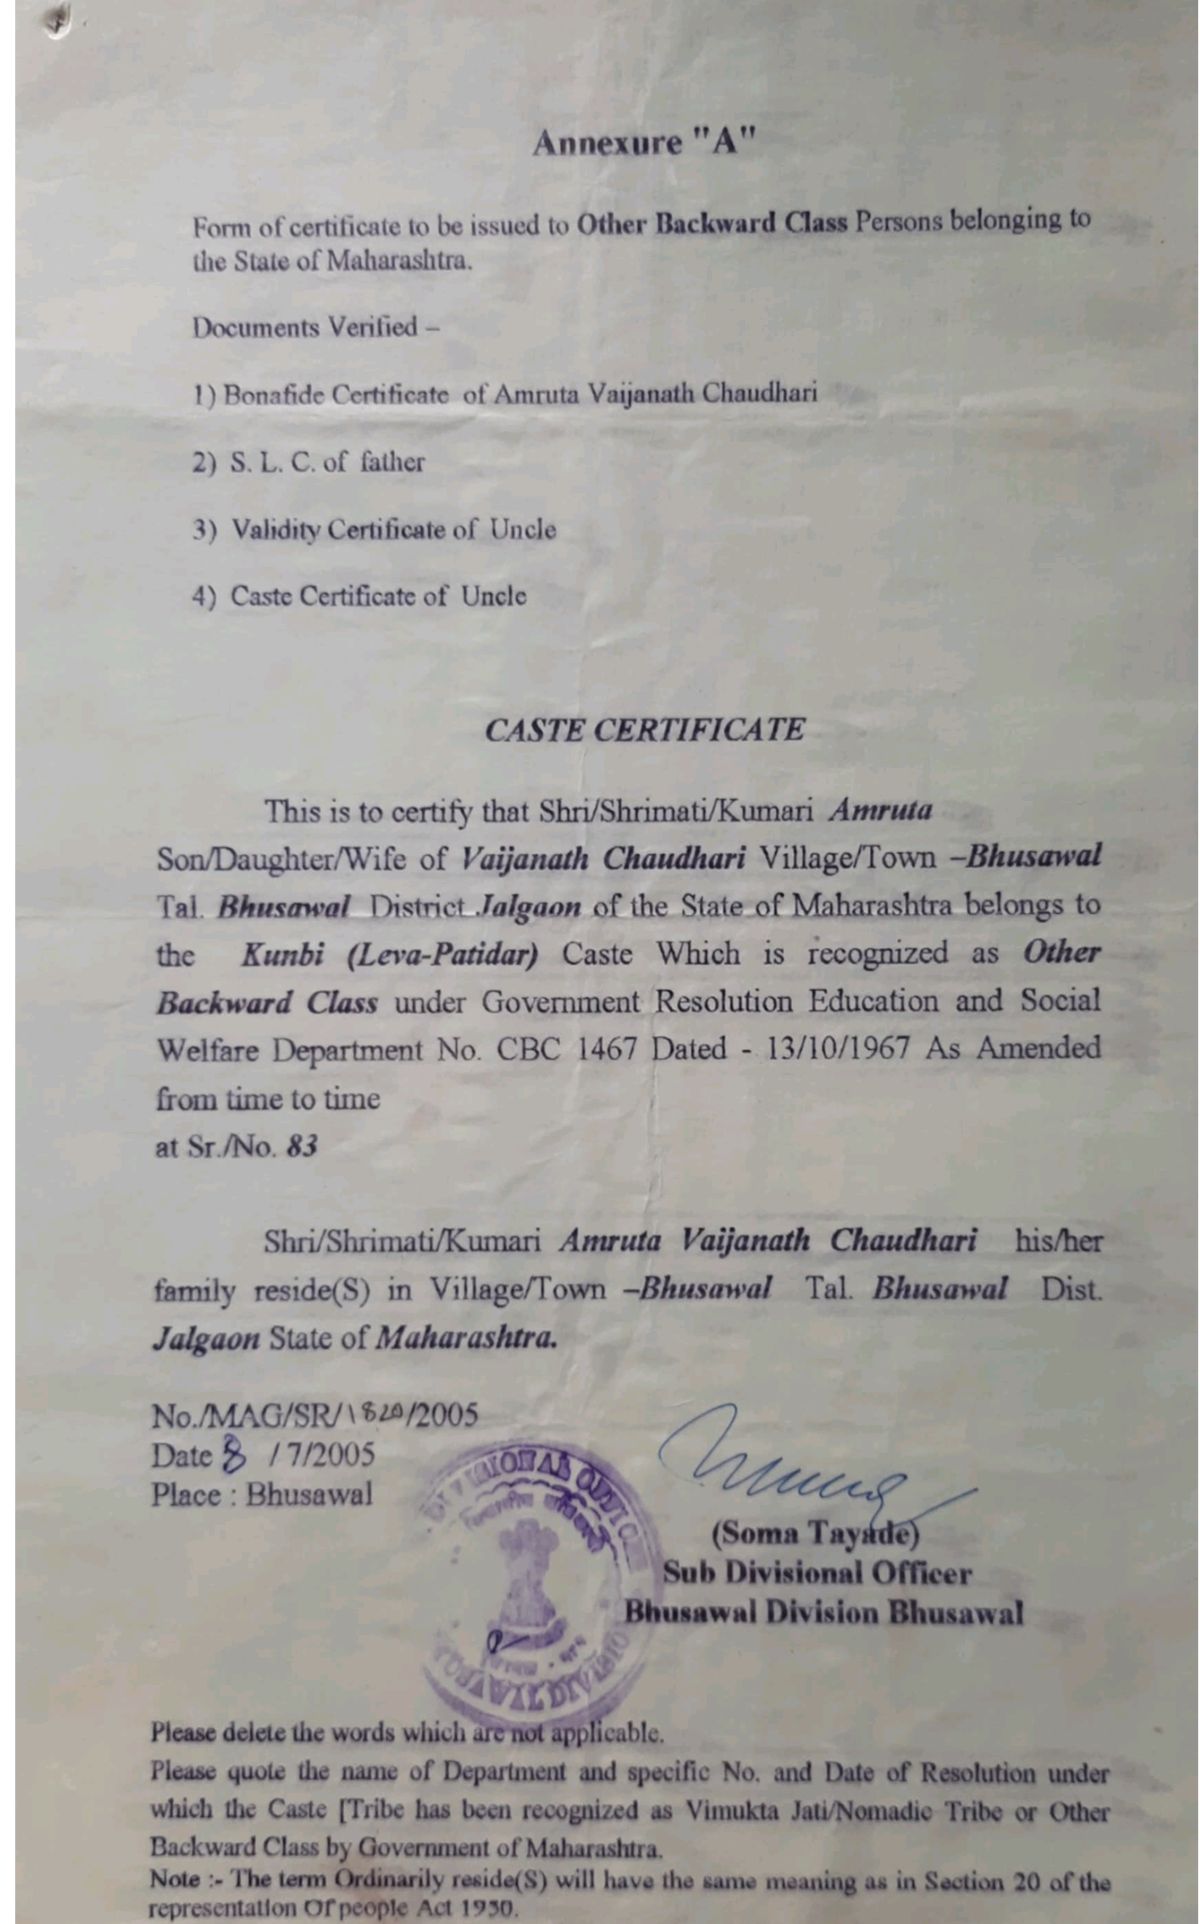 Annexure "A"
Form of certificate to be issued to Other Backward Class Persons belonging to
the State of Maharashtra.
Documents Verified –
1) Bonafide Certificate of Amruta Vaijanath Chaudhari
2) S. L. C. of father
3) Validity Certificate of Uncle
4) Caste Certificate of Uncle
CASTE CERTIFICATE
This is to certify that Shri/Shrimati/Kumari Amruta
Son/Daughter/Wife of Vaijanath Chaudhari Village/Town –Bhusawal
Tal. Bhusawal District Jalgaon of the State of Maharashtra belongs to
the Kunbi (Leva-Patidar) Caste Which is recognized as Other
Backward Class under Government Resolution Education and Social
Welfare Department No. CBC 1467 Dated - 13/10/1967 As Amended
from time to time
at Sr./No. 83
Shri/Shrimati/Kumari Amruta Vaijanath Chaudhari his/her
family reside(S) in Village/Town –Bhusawal Tal. Bhusawal Dist.
Jalgaon State of Maharashtra.
No./MAG/SR/1820/2005
Date 8 / 7/2005
Place : Bhusawal
(Soma Tayade)
Sub Divisional Officer
Bhusawal Division Bhusawal
Please delete the words which are not applicable.
Please quote the name of Department and specific No. and Date of Resolution under
which the Caste [Tribe has been recognized as Vimukta Jati/Nomadic Tribe or Other
Backward Class by Government of Maharashtra.
Note :- The term Ordinarily reside(S) will have the same meaning as in Section 20 of the
representation Of people Act 1950.